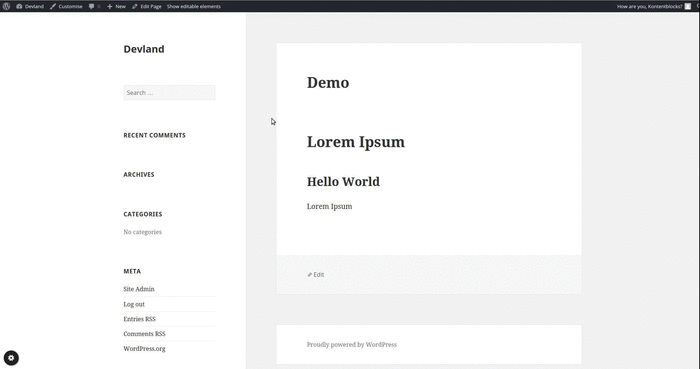 Devland
Customise
0
New
Edit Page
Show editable elements
How are you, Kontentblocks?
Devland
Search …
RECENT COMMENTS
ARCHIVES
CATEGORIES
No categories
META
Site Admin
Log out
Entries RSS
Comments RSS
WordPress.org
Demo
Lorem Ipsum
Hello World
Lorem Ipsum
Edit
Proudly powered by WordPress